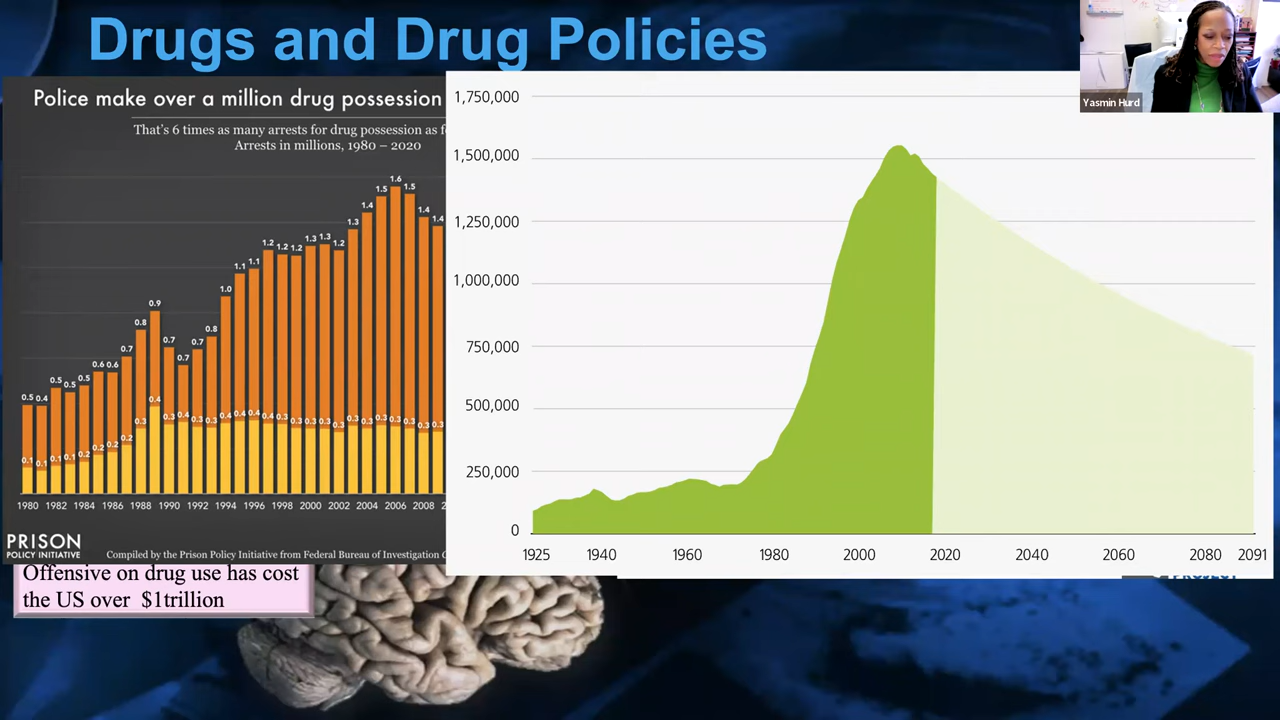 Drugs and Drug Policies
Yasmin Hurd
Police make over a million drug possession
That's 6 times as many arrests for drug possession as
Arrests in millions, 1980 – 2020
0.5 0.4 0.5 0.5 0.5 0.6 0.6 0.7 0.8 0.9 0.7 0.7 0.7 0.8 1.0 1.1 1.1 1.2 1.2 1.2 1.3 1.3 1.2 1.3 1.4 1.5 1.6 1.5 1.4 1.4
0.1 0.1 0.1 0.1 0.2 0.2 0.2 0.2 0.3 0.4 0.3 0.4 0.3 0.3 0.4 0.4 0.4 0.4 0.3 0.3 0.3 0.3 0.3 0.3 0.3 0.3 0.3 0.3 0.3 0.3
1980 1982 1984 1986 1988 1990 1992 1994 1996 1998 2000 2002 2004 2006 2008
PRISON
POLICY INITIATIVE
Compiled by the Prison Policy Initiative from Federal Bureau of Investigation
1,750,000
1,500,000
1,250,000
1,000,000
750,000
500,000
250,000
0
1925 1940 1960 1980 2000 2020 2040 2060 2080 2091
Offensive on drug use has cost
the US over $1trillion